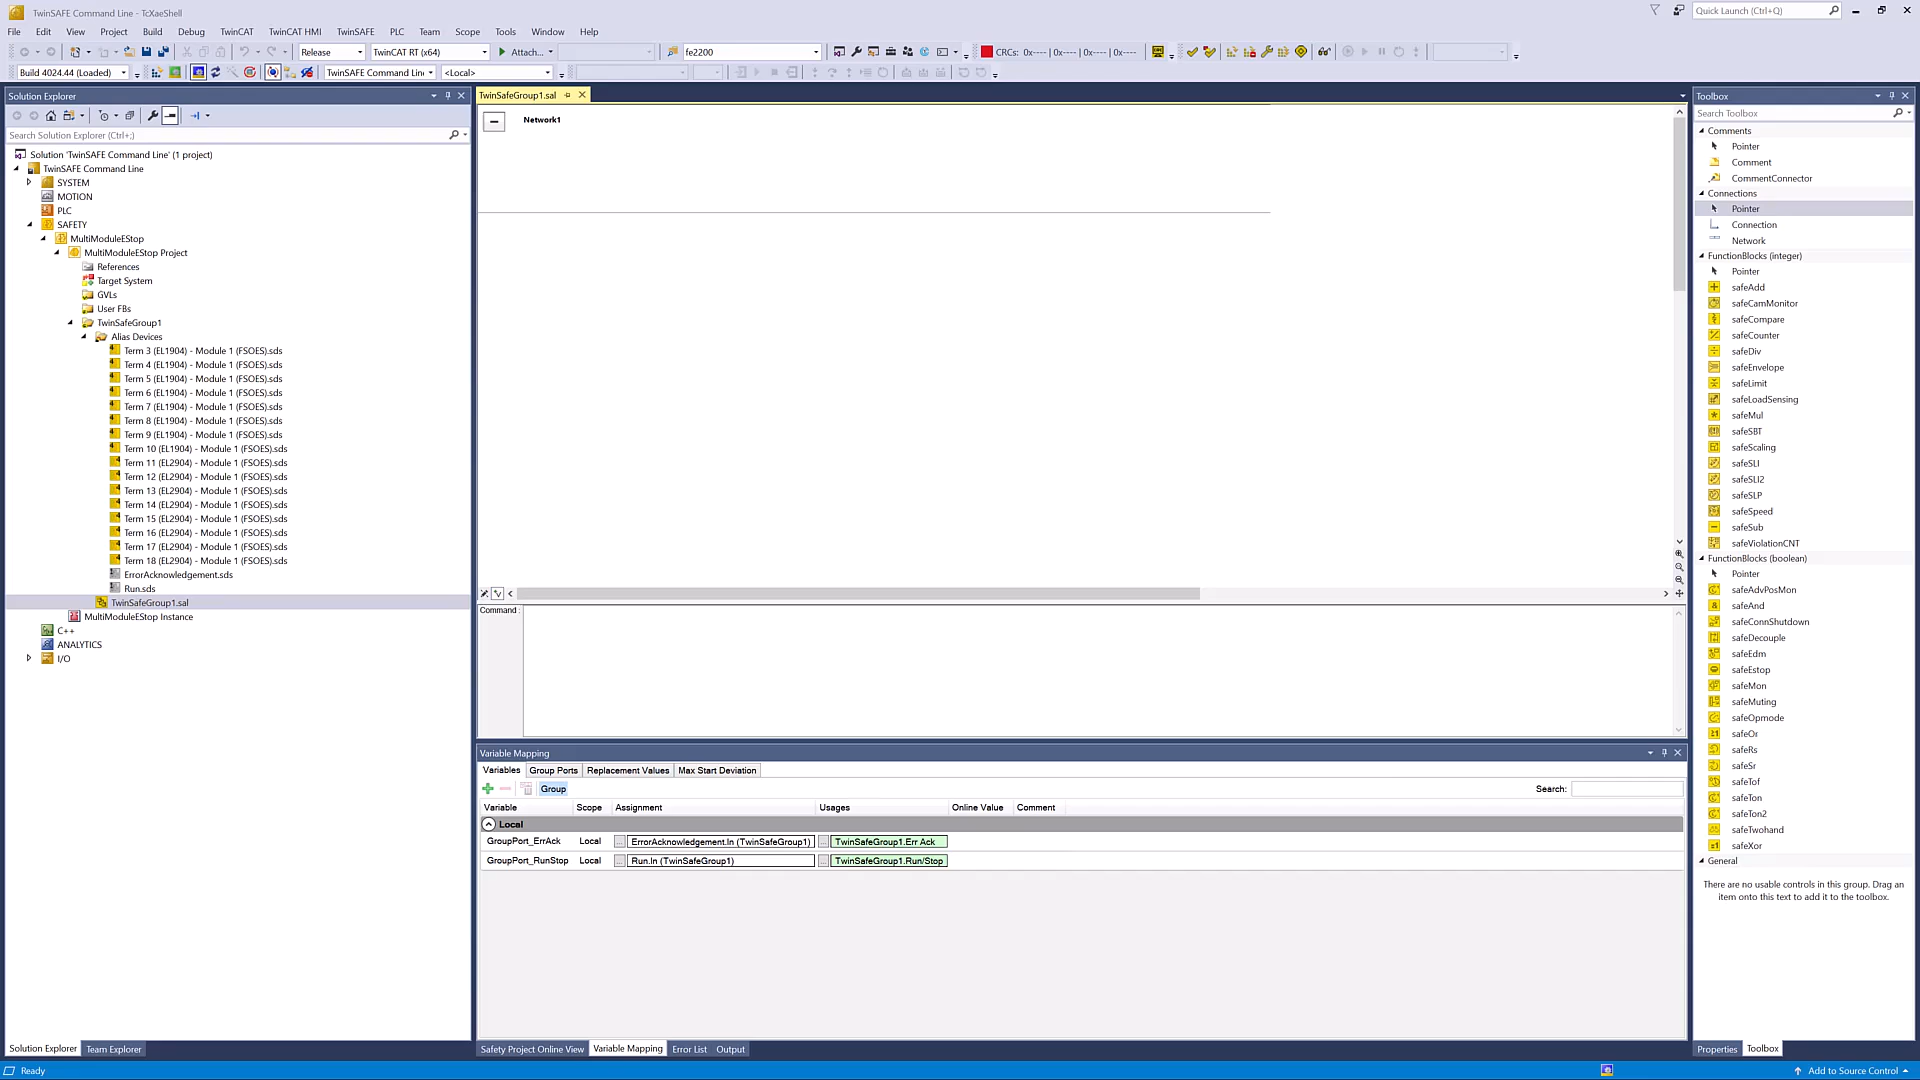 TwinSAFE Command Line - TcXaeShell
Quick Launch (Ctrl+Q)
File Edit View Project Build Debug TwinCAT TwinCAT HMI TwinSAFE PLC Team Scope Tools Window Help
Release TwinCAT RT (x64) Attach... fe2200 CRCs: 0x---- | 0x---- | 0x---- | 0x----
Build 4024.44 (Loaded) TwinSAFE Command Lin <Local>
Solution Explorer
Search Solution Explorer (Ctrl+;)
Solution 'TwinSAFE Command Line' (1 project)
TwinSAFE Command Line
SYSTEM
MOTION
PLC
SAFETY
MultiModuleEStop
MultiModuleEStop Project
References
Target System
GVLs
User FBs
TwinSafeGroup1
Alias Devices
Term 3 (EL1904) - Module 1 (FSOES).sds
Term 4 (EL1904) - Module 1 (FSOES).sds
Term 5 (EL1904) - Module 1 (FSOES).sds
Term 6 (EL1904) - Module 1 (FSOES).sds
Term 7 (EL1904) - Module 1 (FSOES).sds
Term 8 (EL1904) - Module 1 (FSOES).sds
Term 9 (EL1904) - Module 1 (FSOES).sds
Term 10 (EL1904) - Module 1 (FSOES).sds
Term 11 (EL2904) - Module 1 (FSOES).sds
Term 12 (EL2904) - Module 1 (FSOES).sds
Term 13 (EL2904) - Module 1 (FSOES).sds
Term 14 (EL2904) - Module 1 (FSOES).sds
Term 15 (EL2904) - Module 1 (FSOES).sds
Term 16 (EL2904) - Module 1 (FSOES).sds
Term 17 (EL2904) - Module 1 (FSOES).sds
Term 18 (EL2904) - Module 1 (FSOES).sds
ErrorAcknowledgement.sds
Run.sds
TwinSafeGroup1.sal
MultiModuleEStop Instance
C++
ANALYTICS
I/O
Solution Explorer Team Explorer
TwinSafeGroup1.sal
Network1
Command :
Variable Mapping
Variables Group Ports Replacement Values Max Start Deviation
Group
Search:
Variable Scope Assignment Usages Online Value Comment
Local
GroupPort_ErrAck Local ... ErrorAcknowledgement.In (TwinSafeGroup1) ... TwinSafeGroup1.Err Ack
GroupPort_RunStop Local ... Run.In (TwinSafeGroup1) ... TwinSafeGroup1.Run/Stop
Safety Project Online View Variable Mapping Error List Output
Toolbox
Search Toolbox
Comments
Pointer
Comment
CommentConnector
Connections
Pointer
Connection
Network
FunctionBlocks (integer)
Pointer
safeAdd
safeCamMonitor
safeCompare
safeCounter
safeDiv
safeEnvelope
safeLimit
safeLoadSensing
safeMul
safeSBT
safeScaling
safeSLI
safeSLI2
safeSLP
safeSpeed
safeSub
safeViolationCNT
FunctionBlocks (boolean)
Pointer
safeAdvPosMon
safeAnd
safeConnShutdown
safeDecouple
safeEdm
safeEstop
safeMon
safeMuting
safeOpmode
safeOr
safeRs
safeSr
safeTof
safeTon
safeTon2
safeTwohand
safeXor
General
There are no usable controls in this group. Drag an
item onto this text to add it to the toolbox.
Properties Toolbox
Ready
Add to Source Control